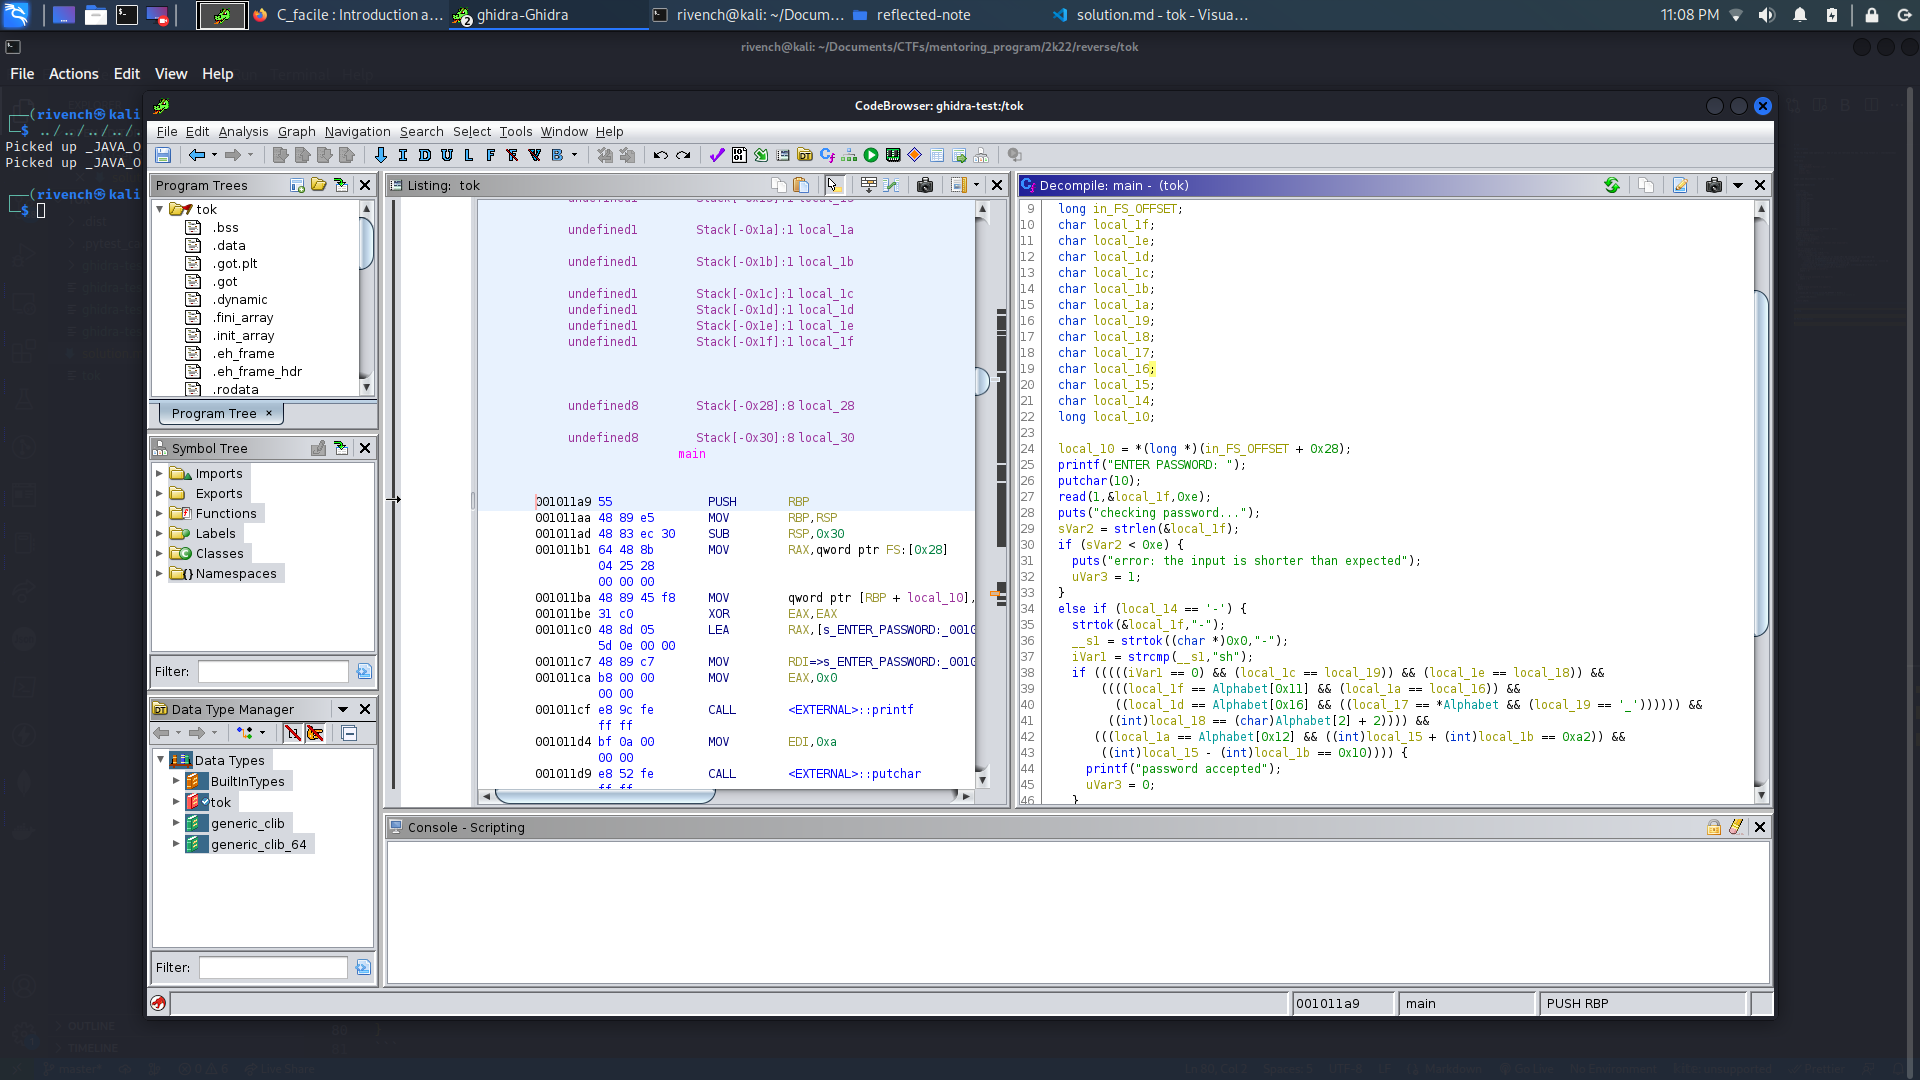 C_facile : Introduction a...
ghidra-Ghidra
2
rivench@kali: ~/Docum...
reflected-note
solution.md - tok - Visua...
11:08 PM
rivench@kali: ~/Documents/CTFs/mentoring_program/2k22/reverse/tok
File Actions Edit View Help
(rivench㉿kali
$ ../../../../.
Picked up _JAVA_O
Picked up _JAVA_O
(rivench㉿kali
$
CodeBrowser: ghidra-test:/tok
File Edit Analysis Graph Navigation Search Select Tools Window Help
I D U L F V B
Program Trees
tok
.bss
.data
.got.plt
.got
.dynamic
.fini_array
.init_array
.eh_frame
.eh_frame_hdr
.rodata
Program Tree ×
Symbol Tree
Imports
Exports
Functions
Labels
Classes
Namespaces
Filter:
Data Type Manager
Data Types
BuiltInTypes
tok
generic_clib
generic_clib_64
Filter:
Listing: tok
undefined1 Stack[-0x1a]:1 local_1a
undefined1 Stack[-0x1b]:1 local_1b
undefined1 Stack[-0x1c]:1 local_1c
undefined1 Stack[-0x1d]:1 local_1d
undefined1 Stack[-0x1e]:1 local_1e
undefined1 Stack[-0x1f]:1 local_1f
undefined8 Stack[-0x28]:8 local_28
undefined8 Stack[-0x30]:8 local_30
main
001011a9 55 PUSH RBP
001011aa 48 89 e5 MOV RBP,RSP
001011ad 48 83 ec 30 SUB RSP,0x30
001011b1 64 48 8b MOV RAX,qword ptr FS:[0x28]
04 25 28
00 00 00
001011ba 48 89 45 f8 MOV qword ptr [RBP + local_10],
001011be 31 c0 XOR EAX,EAX
001011c0 48 8d 05 LEA RAX,[s_ENTER_PASSWORD:_0010
5d 0e 00 00
001011c7 48 89 c7 MOV RDI=>s_ENTER_PASSWORD:_0010
001011ca b8 00 00 MOV EAX,0x0
00 00
001011cf e8 9c fe CALL <EXTERNAL>::printf
ff ff
001011d4 bf 0a 00 MOV EDI,0xa
00 00
001011d9 e8 52 fe CALL <EXTERNAL>::putchar
ff ff
Decompile: main - (tok)
9 long in_FS_OFFSET;
10 char local_1f;
11 char local_1e;
12 char local_1d;
13 char local_1c;
14 char local_1b;
15 char local_1a;
16 char local_19;
17 char local_18;
18 char local_17;
19 char local_16;
20 char local_15;
21 char local_14;
22 long local_10;
23
24 local_10 = *(long *)(in_FS_OFFSET + 0x28);
25 printf("ENTER PASSWORD: ");
26 putchar(10);
27 read(1,&local_1f,0xe);
28 puts("checking password...");
29 sVar2 = strlen(&local_1f);
30 if (sVar2 < 0xe) {
31 puts("error: the input is shorter than expected");
32 uVar3 = 1;
33 }
34 else if (local_14 == '-') {
35 strtok(&local_1f,"-");
36 __s1 = strtok((char *)0x0,"-");
37 iVar1 = strcmp(__s1,"sh");
38 if (((((iVar1 == 0) && (local_1c == local_19)) && (local_1e == local_18)) &&
39 ((((local_1f == Alphabet[0x11] && (local_1a == local_16)) &&
40 ((local_1d == Alphabet[0x16] && ((local_17 == *Alphabet && (local_19 == '_')))))) &&
41 ((int)local_18 == (char)Alphabet[2] + 2)))) &&
42 (((local_1a == Alphabet[0x12] && ((int)local_15 + (int)local_1b == 0xa2)) &&
43 ((int)local_15 - (int)local_1b == 0x10)))) {
44 printf("password accepted");
45 uVar3 = 0;
46 }
Console - Scripting
001011a9
main
PUSH RBP
OUTLINE
TIMELINE